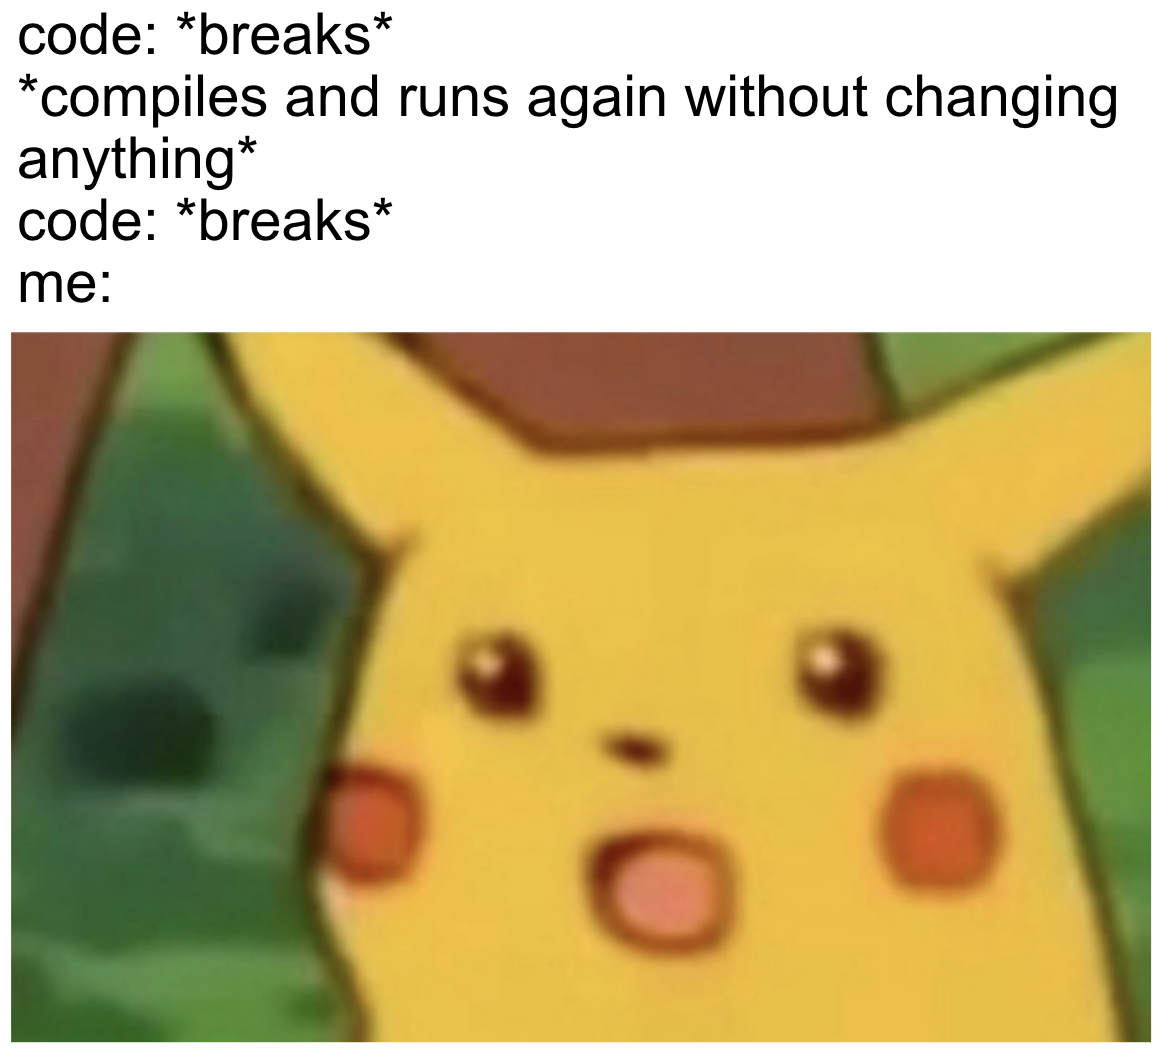 code: *breaks*
*compiles and runs again without changing
anything*
code: *breaks*
me: